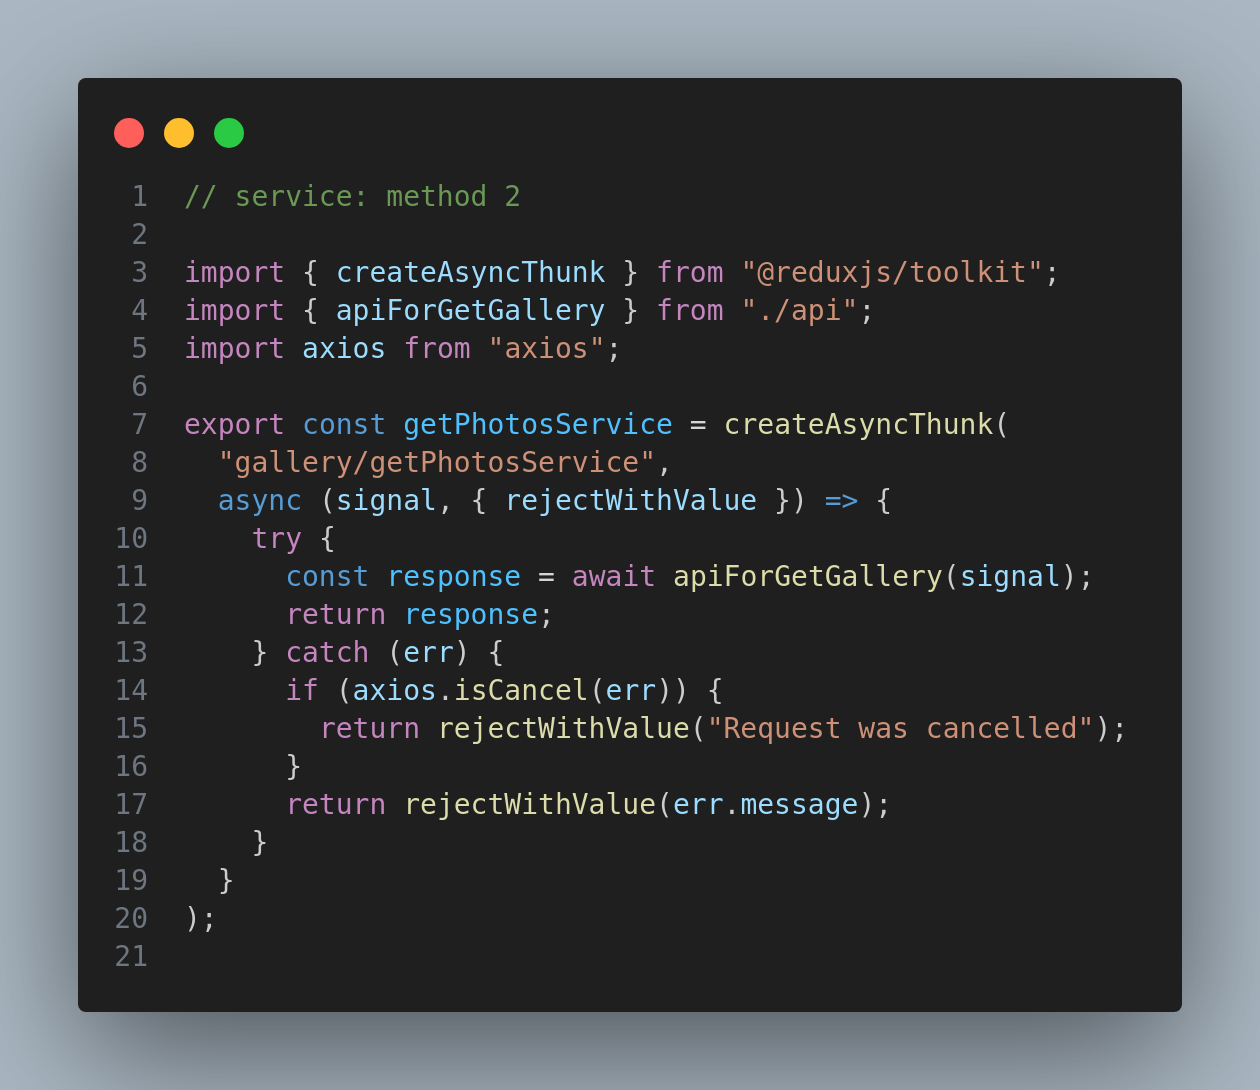 1 // service: method 2
2
3 import { createAsyncThunk } from "@reduxjs/toolkit";
4 import { apiForGetGallery } from "./api";
5 import axios from "axios";
6
7 export const getPhotosService = createAsyncThunk(
8   "gallery/getPhotosService",
9   async (signal, { rejectWithValue }) => {
10     try {
11       const response = await apiForGetGallery(signal);
12       return response;
13     } catch (err) {
14       if (axios.isCancel(err)) {
15         return rejectWithValue("Request was cancelled");
16       }
17       return rejectWithValue(err.message);
18     }
19   }
20 );
21